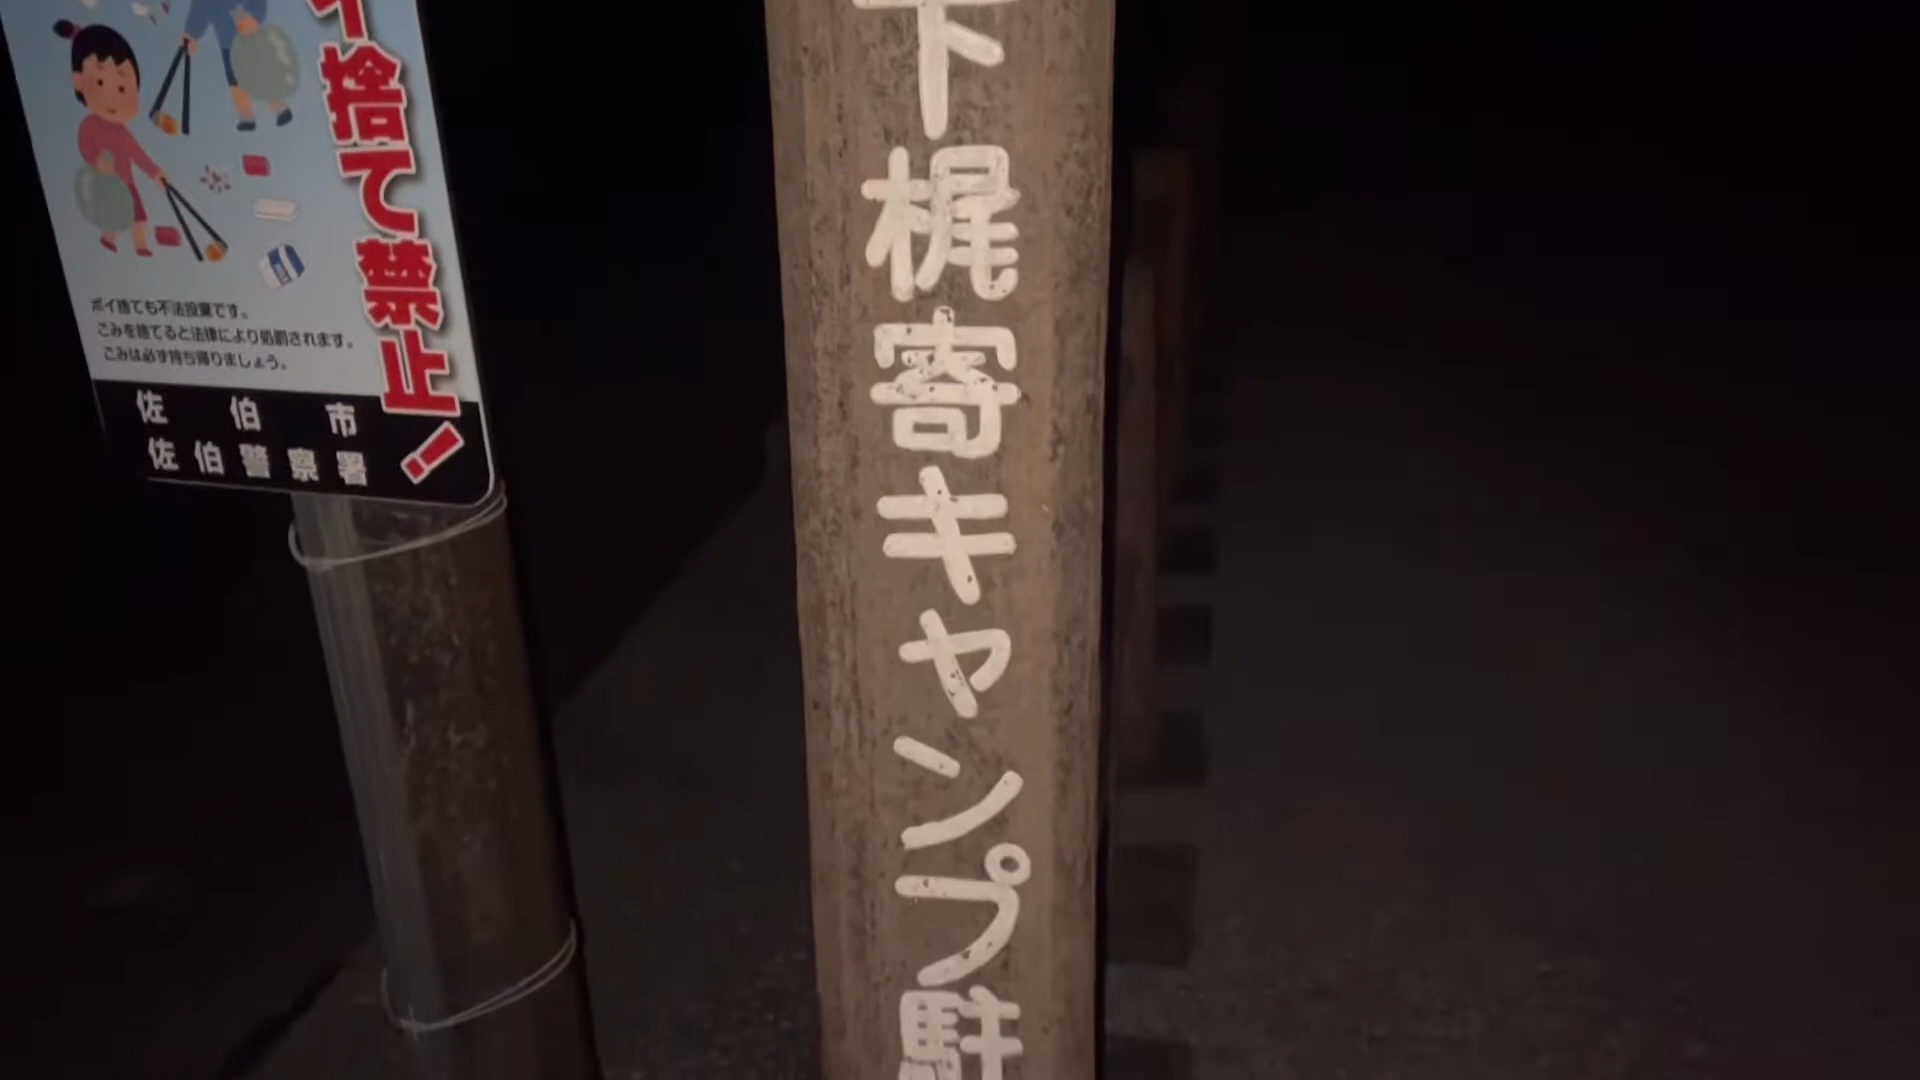 イ捨て禁止!
ポイ捨ても不法投棄です。
ごみを捨てると法律により処罰されます。
ごみは必ず持ち帰りましょう。
佐伯市
佐伯警察署
下梶寄キャンプ駐